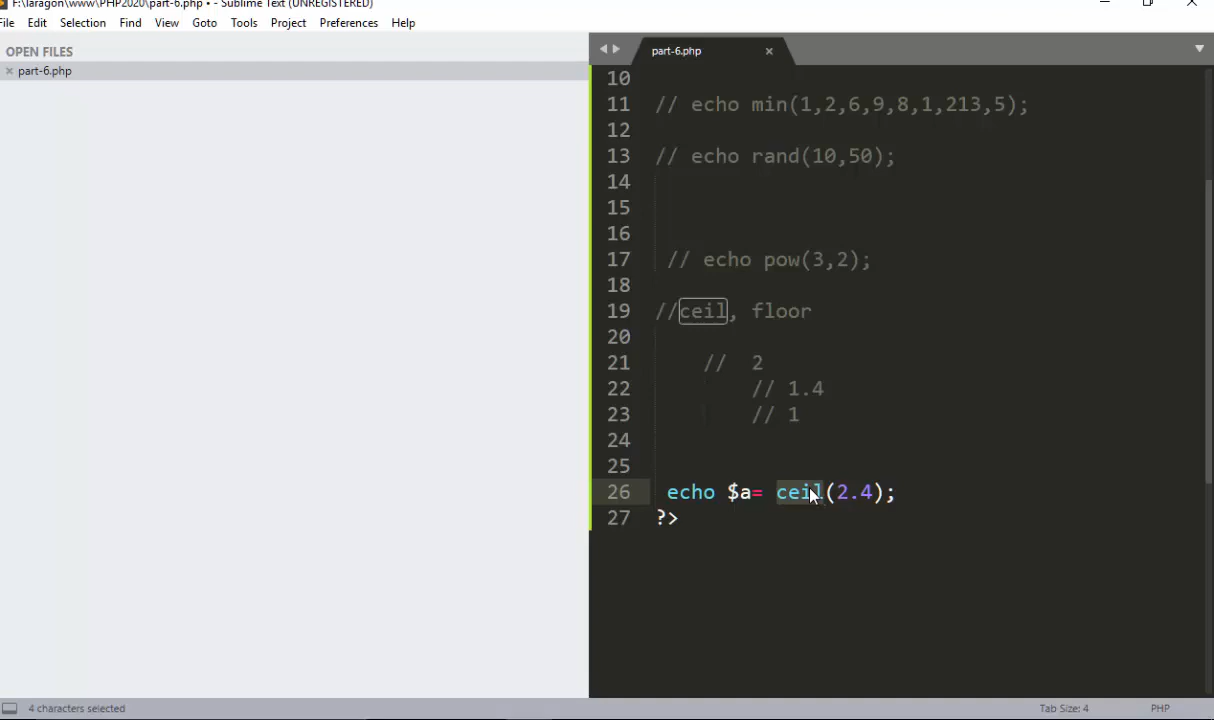 F:\laragon\www\PHP2020\part-6.php • - Sublime Text (UNREGISTERED)
File Edit Selection Find View Goto Tools Project Preferences Help
OPEN FILES
part-6.php
part-6.php
10
11 // echo min(1,2,6,9,8,1,213,5);
12
13 // echo rand(10,50);
14
15
16
17 // echo pow(3,2);
18
19 //ceil, floor
20
21 // 2
22 // 1.4
23 // 1
24
25
26 echo $a= ceil(2.4);
27 ?>
4 characters selected
Tab Size: 4
PHP